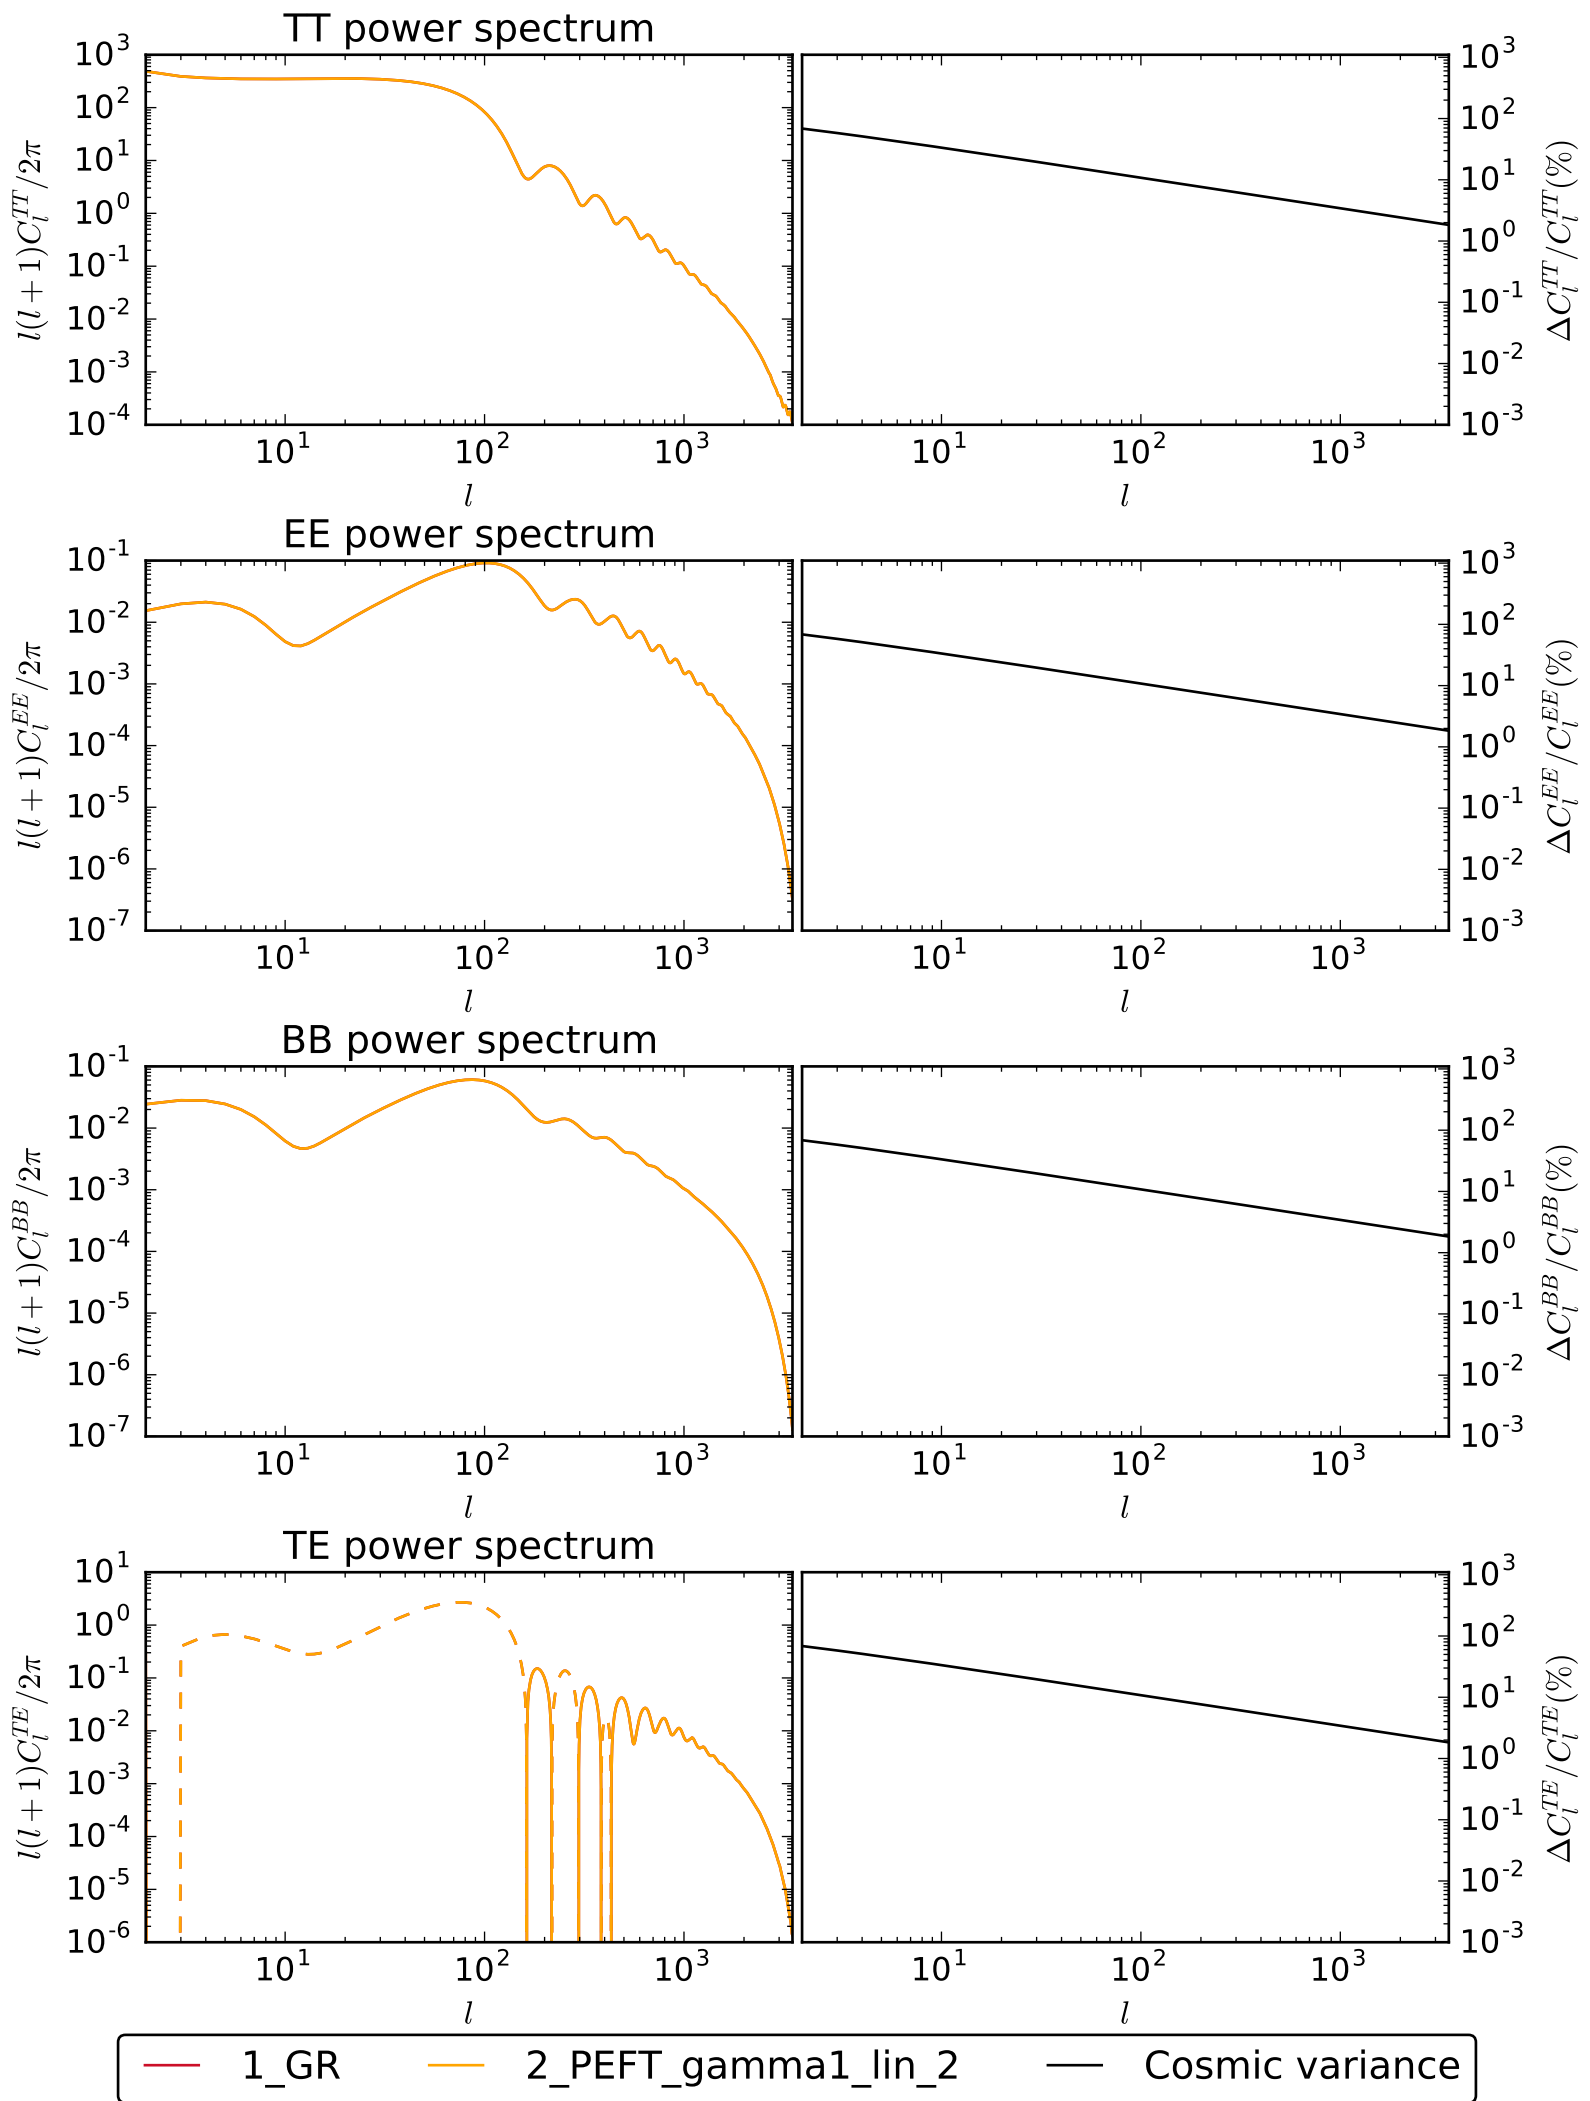 TT power spectrum
10^3
10^2
10^1
10^0
10^-1
10^-2
10^-3
10^-4
l(l+1)C_l^{TT}/2π
10^1 10^2 10^3
l
10^1 10^2 10^3
l
10^3
10^2
10^1
10^0
10^-1
10^-2
10^-3
ΔC_l^{TT}/C_l^{TT}(%)
EE power spectrum
10^-1
10^-2
10^-3
10^-4
10^-5
10^-6
10^-7
l(l+1)C_l^{EE}/2π
10^1 10^2 10^3
l
10^1 10^2 10^3
l
10^3
10^2
10^1
10^0
10^-1
10^-2
10^-3
ΔC_l^{EE}/C_l^{EE}(%)
BB power spectrum
10^-1
10^-2
10^-3
10^-4
10^-5
10^-6
10^-7
l(l+1)C_l^{BB}/2π
10^1 10^2 10^3
l
10^1 10^2 10^3
l
10^3
10^2
10^1
10^0
10^-1
10^-2
10^-3
ΔC_l^{BB}/C_l^{BB}(%)
TE power spectrum
10^1
10^0
10^-1
10^-2
10^-3
10^-4
10^-5
10^-6
l(l+1)C_l^{TE}/2π
10^1 10^2 10^3
l
10^1 10^2 10^3
l
10^3
10^2
10^1
10^0
10^-1
10^-2
10^-3
ΔC_l^{TE}/C_l^{TE}(%)
1_GR 2_PEFT_gamma1_lin_2 Cosmic variance